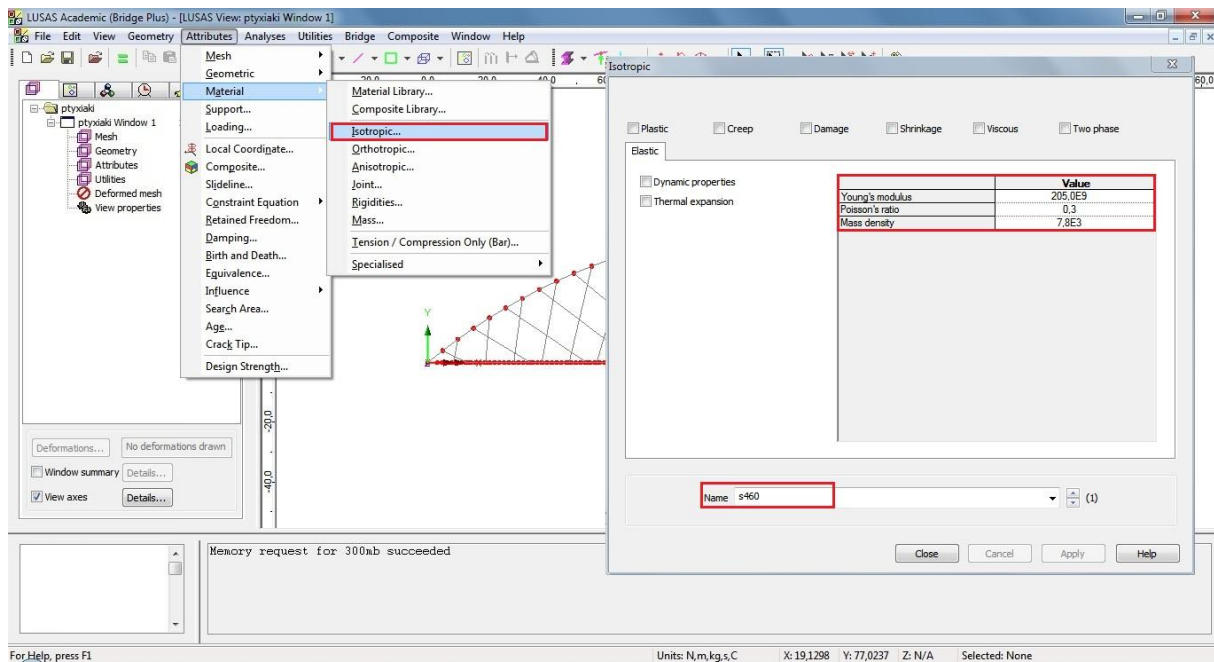 LUSAS Academic (Bridge Plus) - [LUSAS View: ptyxiaki Window 1]
File Edit View Geometry Attributes Analyses Utilities Bridge Composite Window Help
ptyxiaki
ptyxiaki Window 1
Mesh
Geometry
Attributes
Utilities
Deformed mesh
View properties
Deformations...
No deformations drawn
Window summary
Details...
View axes
Details...
Mesh
Geometric
Material
Support...
Loading...
Local Coordinate...
Composite...
Slideline...
Constraint Equation
Retained Freedom...
Damping...
Birth and Death...
Equivalence...
Influence
Search Area...
Age...
Crack Tip...
Design Strength...
Material Library...
Composite Library...
Isotropic...
Orthotropic...
Anisotropic...
Joint...
Rigidities...
Mass...
Tension / Compression Only (Bar)...
Specialised
Y
X
-20,0
-40,0
60,0
Isotropic
Plastic Creep Damage Shrinkage Viscous Two phase
Elastic
Dynamic properties
Thermal expansion
Value
Young's modulus 205,0E9
Poisson's ratio 0,3
Mass density 7,8E3
Name s460 (1)
Close Cancel Apply Help
Memory request for 300mb succeeded
For Help, press F1
Units: N,m,kg,s,C X: 19,1298 Y: 77,0237 Z: N/A Selected: None